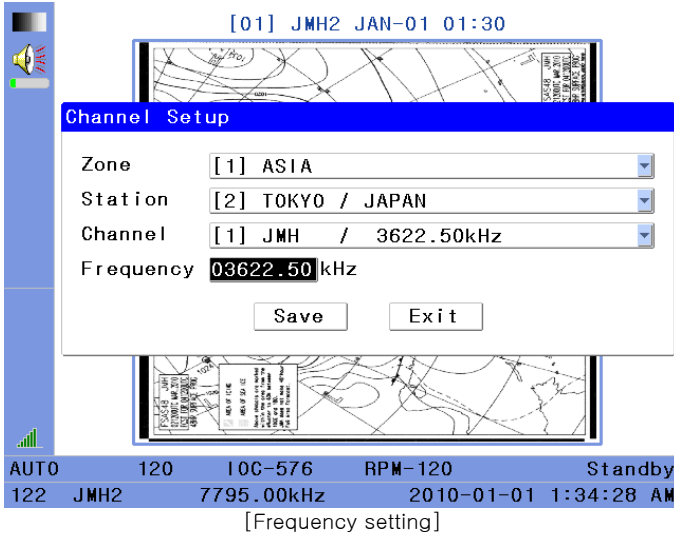 [01] JMH2 JAN-01 01:30
Channel Setup
Zone [1] ASIA
Station [2] TOKYO / JAPAN
Channel [1] JMH / 3622.50kHz
Frequency 03622.50 kHz
Save Exit
AUTO 120 IOC-576 RPM-120 Standby
122 JMH2 7795.00kHz 2010-01-01 1:34:28 AM
[Frequency setting]